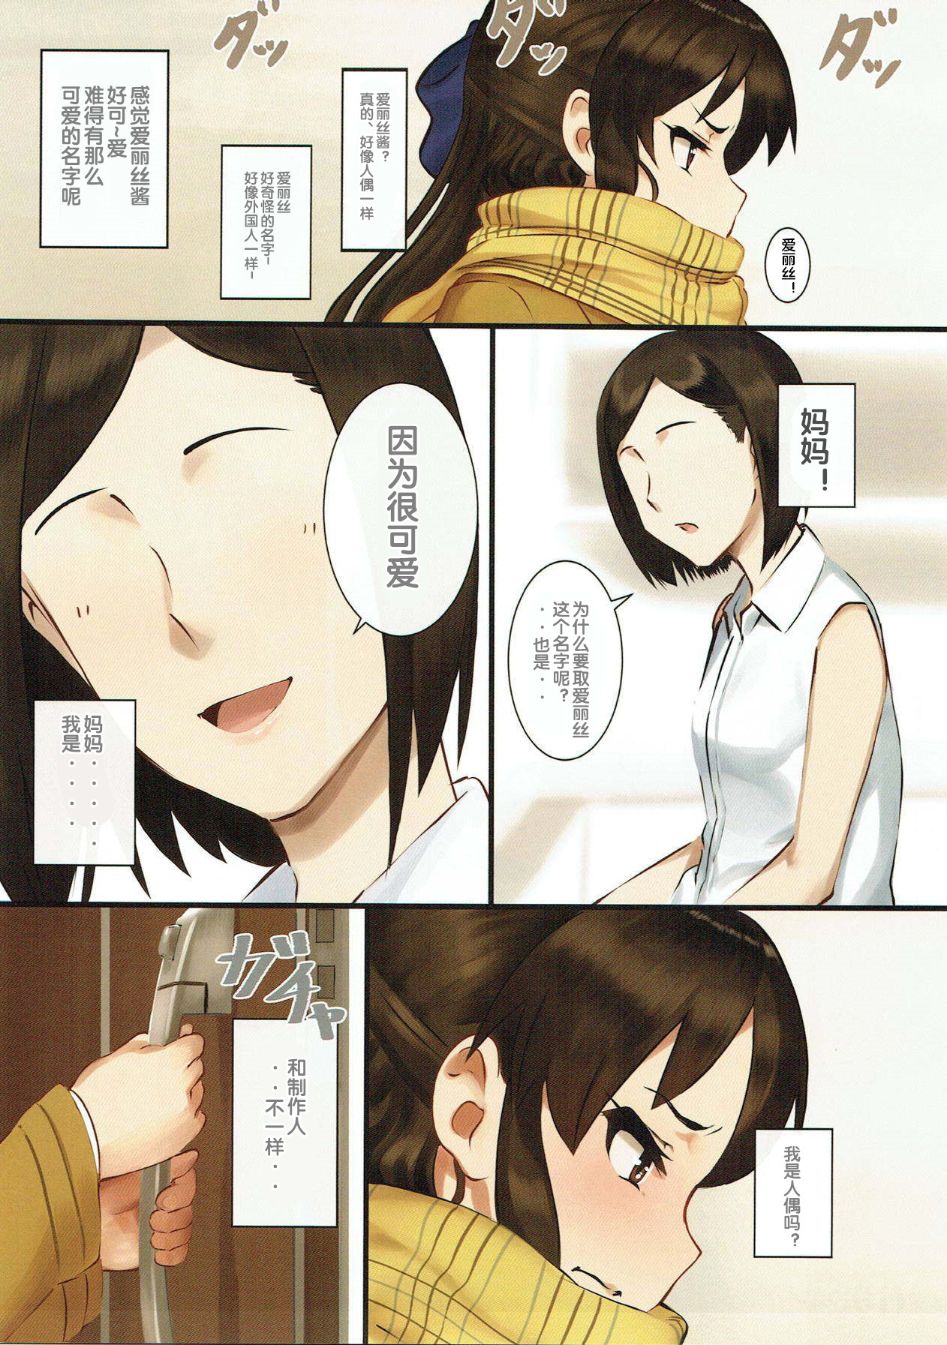 ダッ
ダッ
ダッ
爱丽丝！
爱丽丝酱？
真的、好像人偶一样
爱丽丝
好奇怪的名字~
好像外国人一样~
感觉爱丽丝酱
好可~爱
难得有那么
可爱的名字呢
妈妈！
为什么要取爱丽丝
这个名字呢？
．．也是．．
因为很可爱
妈妈．．．．
我是．．．．
我是人偶吗？
ガチャ
和制作人
．．不一样．．